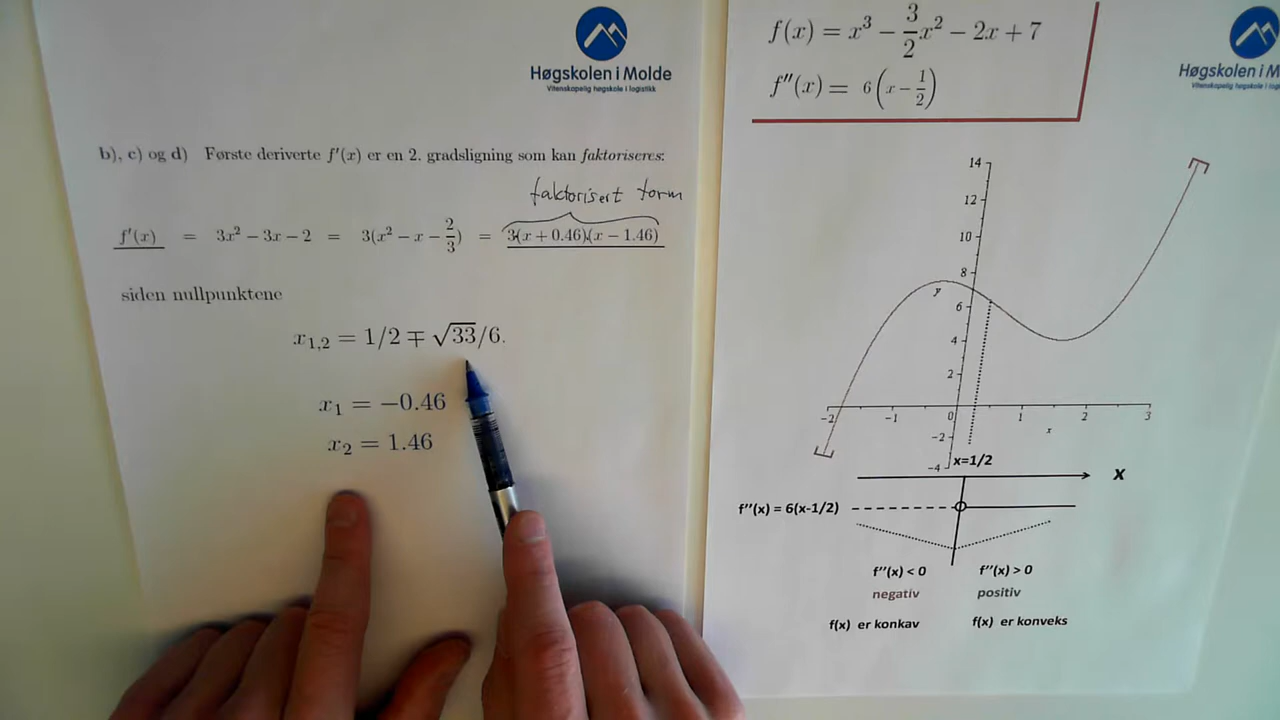 Høgskolen i Molde
Vitenskapelig høgskole i logistikk
b), c) og d) Første deriverte f′(x) er en 2. gradsligning som kan faktoriseres:
faktorisert form
f′(x) = 3x² − 3x − 2 = 3(x² − x − 2/3) = 3(x + 0.46)(x − 1.46)
siden nullpunktene
x₁,₂ = 1/2 ∓ √33/6.
x₁ = −0.46
x₂ = 1.46
f(x) = x³ − 3/2x² − 2x + 7
f″(x) = 6(x − 1/2)
Høgskolen i M
Vitenskapelig høgskole i log
14
12
10
8
y
6
4
2
−2 −1 0 1 2 3
x
−2
−4
x=1/2
X
f″(x) = 6(x-1/2)
f″(x) < 0 f″(x) > 0
negativ positiv
f(x) er konkav f(x) er konveks